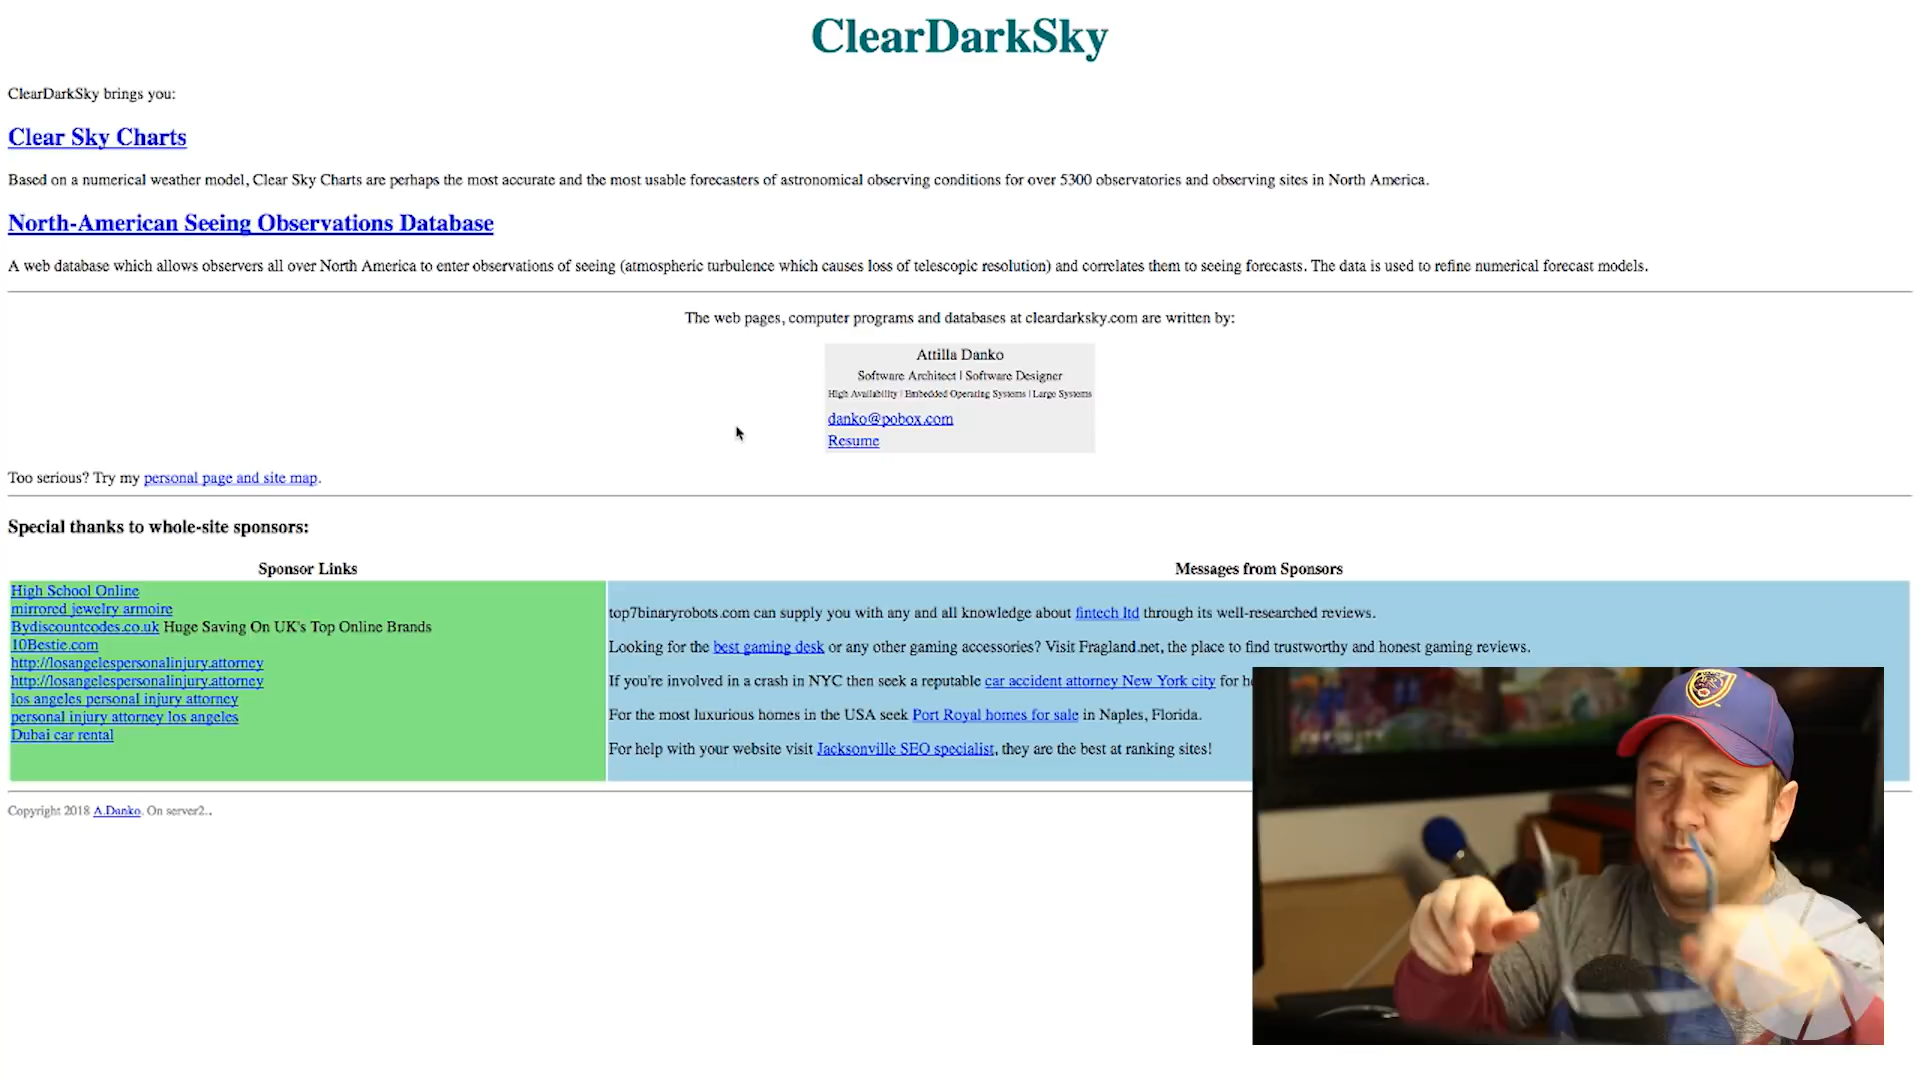 ClearDarkSky
ClearDarkSky brings you:
Clear Sky Charts
Based on a numerical weather model, Clear Sky Charts are perhaps the most accurate and the most usable forecasters of astronomical observing conditions for over 5300 observatories and observing sites in North America.
North-American Seeing Observations Database
A web database which allows observers all over North America to enter observations of seeing (atmospheric turbulence which causes loss of telescopic resolution) and correlates them to seeing forecasts. The data is used to refine numerical forecast models.
The web pages, computer programs and databases at cleardarksky.com are written by:
Attilla Danko
Software Architect | Software Designer
High Availability | Embedded Operating Systems | Large Systems
danko@pobox.com
Resume
Too serious? Try my personal page and site map.
Special thanks to whole-site sponsors:
Sponsor Links
High School Online
mirrored jewelry armoire
Bydiscountcodes.co.uk Huge Saving On UK's Top Online Brands
10Bestie.com
http://losangelespersonalinjury.attorney
http://losangelespersonalinjury.attorney
los angeles personal injury attorney
personal injury attorney los angeles
Dubai car rental
Messages from Sponsors
top7binaryrobots.com can supply you with any and all knowledge about fintech ltd through its well-researched reviews.
Looking for the best gaming desk or any other gaming accessories? Visit Fragland.net, the place to find trustworthy and honest gaming reviews.
If you're involved in a crash in NYC then seek a reputable car accident attorney New York city for
For the most luxurious homes in the USA seek Port Royal homes for sale in Naples, Florida.
For help with your website visit Jacksonville SEO specialist, they are the best at ranking sites!
Copyright 2018 A.Danko. On server2..